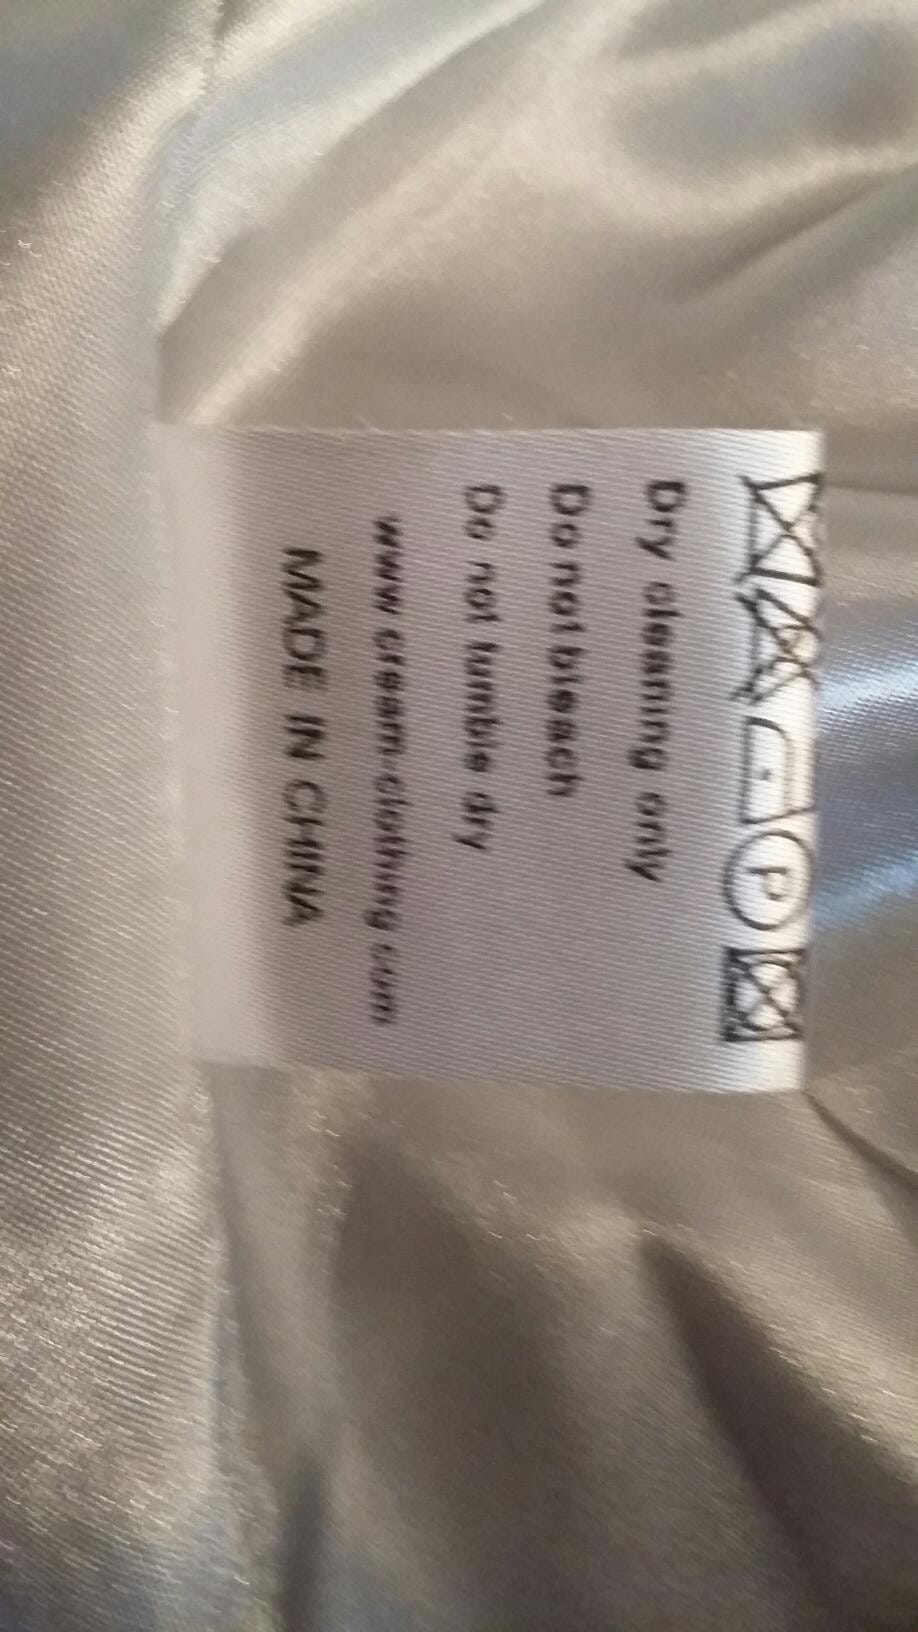 P
Dry cleaning only
Do not bleach
Do not tumble dry
www.cream-clothing.com
MADE IN CHINA